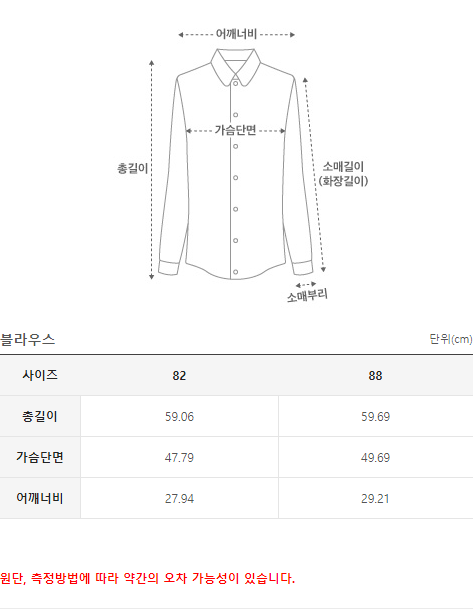 어깨너비
가슴단면
총길이
소매길이
(화장길이)
소매부리
블라우스 단위(cm)
사이즈 82 88
총길이 59.06 59.69
가슴단면 47.79 49.69
어깨너비 27.94 29.21
원단, 측정방법에 따라 약간의 오차 가능성이 있습니다.